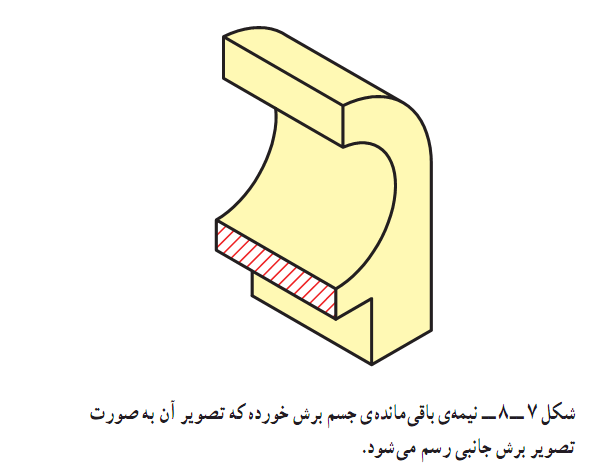 شکل ۷ــ۸ــ نیمه‌ی باقی‌مانده‌ی جسم برش خورده که تصویر آن به صورت
تصویر برش جانبی رسم می‌شود.